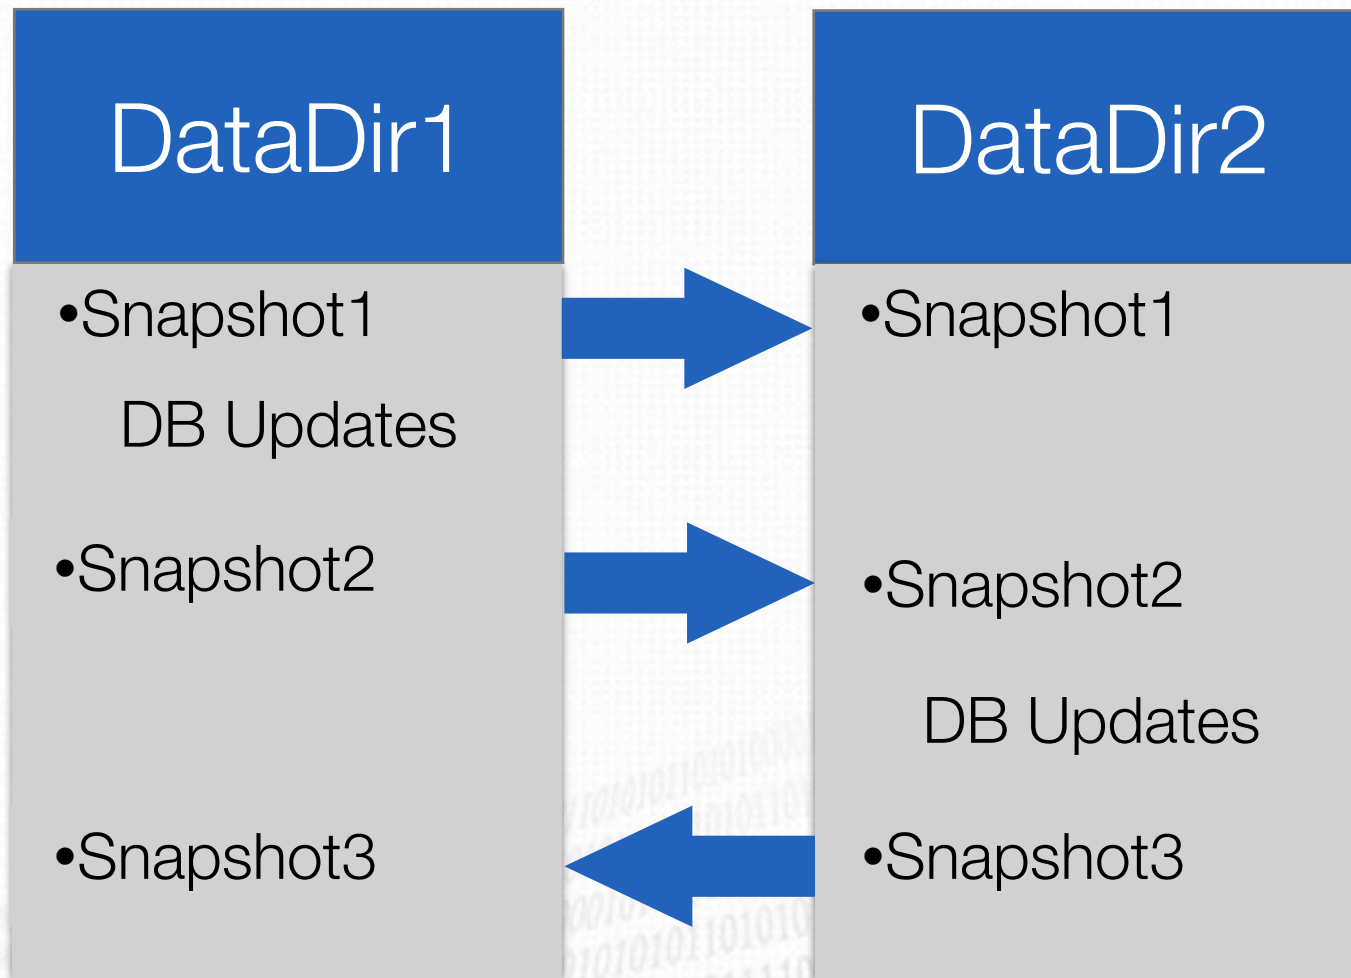 DataDir1
•Snapshot1
DB Updates
•Snapshot2
•Snapshot3
DataDir2
•Snapshot1
•Snapshot2
DB Updates
•Snapshot3